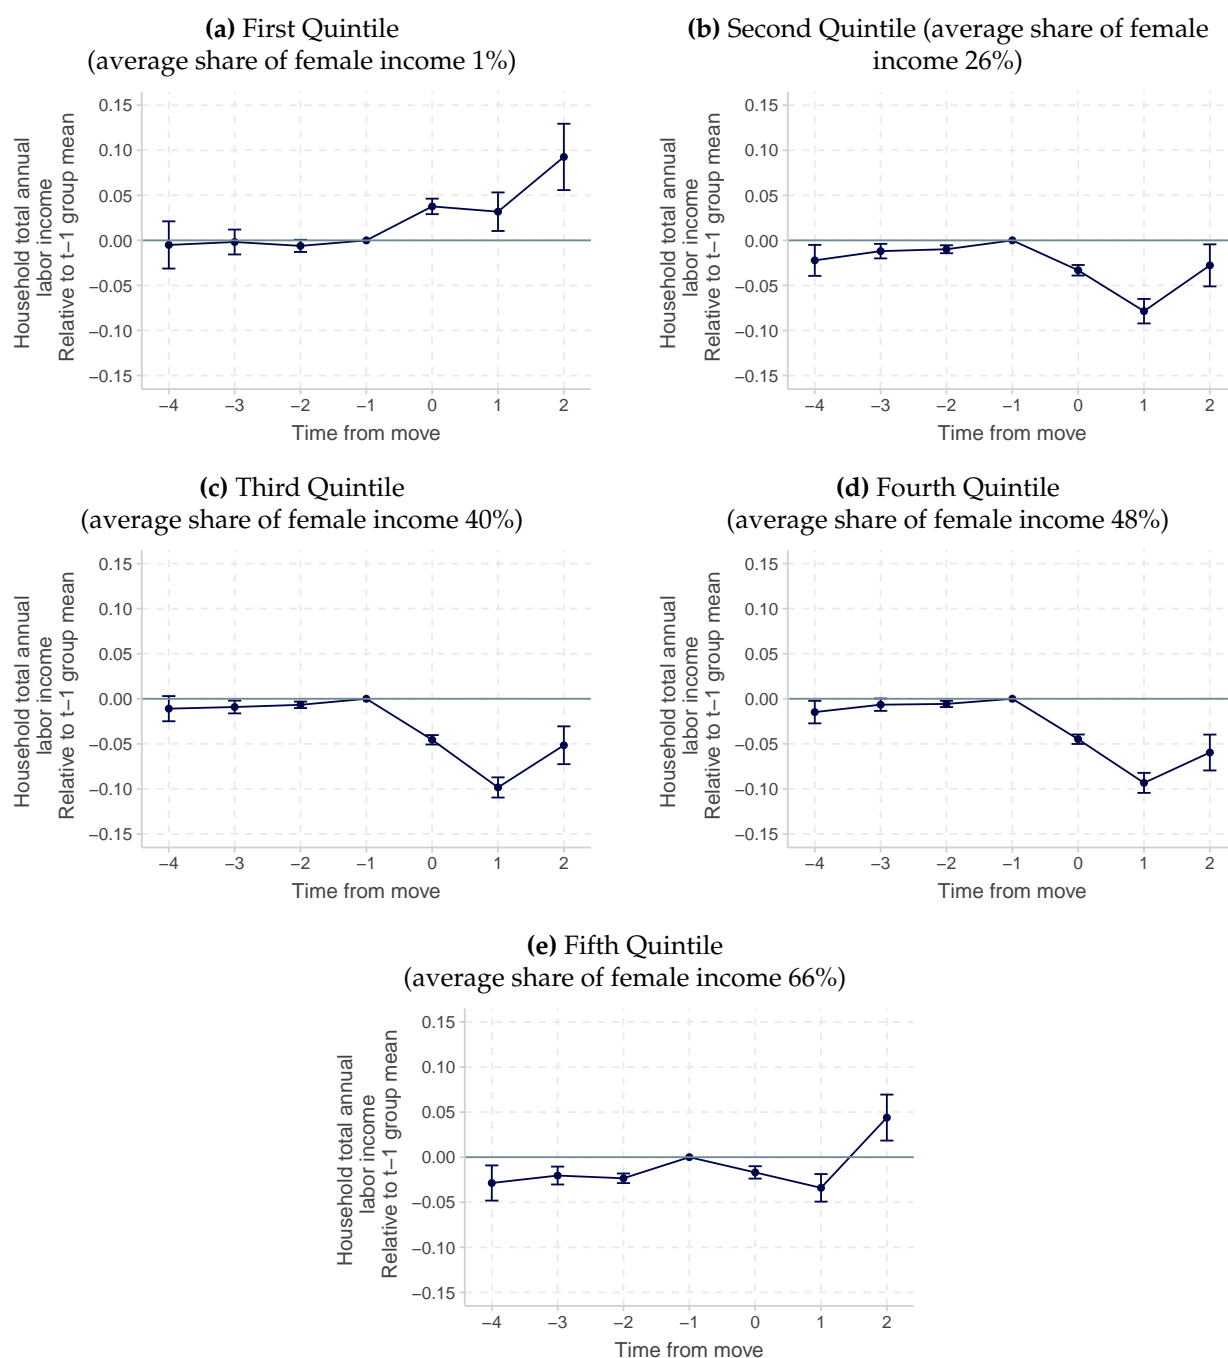 (a) First Quintile
(average share of female income 1%)
Household total annual
labor income
Relative to t−1 group mean
0.15
0.10
0.05
0.00
−0.05
−0.10
−0.15
−4 −3 −2 −1 0 1 2
Time from move
(b) Second Quintile (average share of female
income 26%)
Household total annual
labor income
Relative to t−1 group mean
0.15
0.10
0.05
0.00
−0.05
−0.10
−0.15
−4 −3 −2 −1 0 1 2
Time from move
(c) Third Quintile
(average share of female income 40%)
Household total annual
labor income
Relative to t−1 group mean
0.15
0.10
0.05
0.00
−0.05
−0.10
−0.15
−4 −3 −2 −1 0 1 2
Time from move
(d) Fourth Quintile
(average share of female income 48%)
Household total annual
labor income
Relative to t−1 group mean
0.15
0.10
0.05
0.00
−0.05
−0.10
−0.15
−4 −3 −2 −1 0 1 2
Time from move
(e) Fifth Quintile
(average share of female income 66%)
Household total annual
labor income
Relative to t−1 group mean
0.15
0.10
0.05
0.00
−0.05
−0.10
−0.15
−4 −3 −2 −1 0 1 2
Time from move